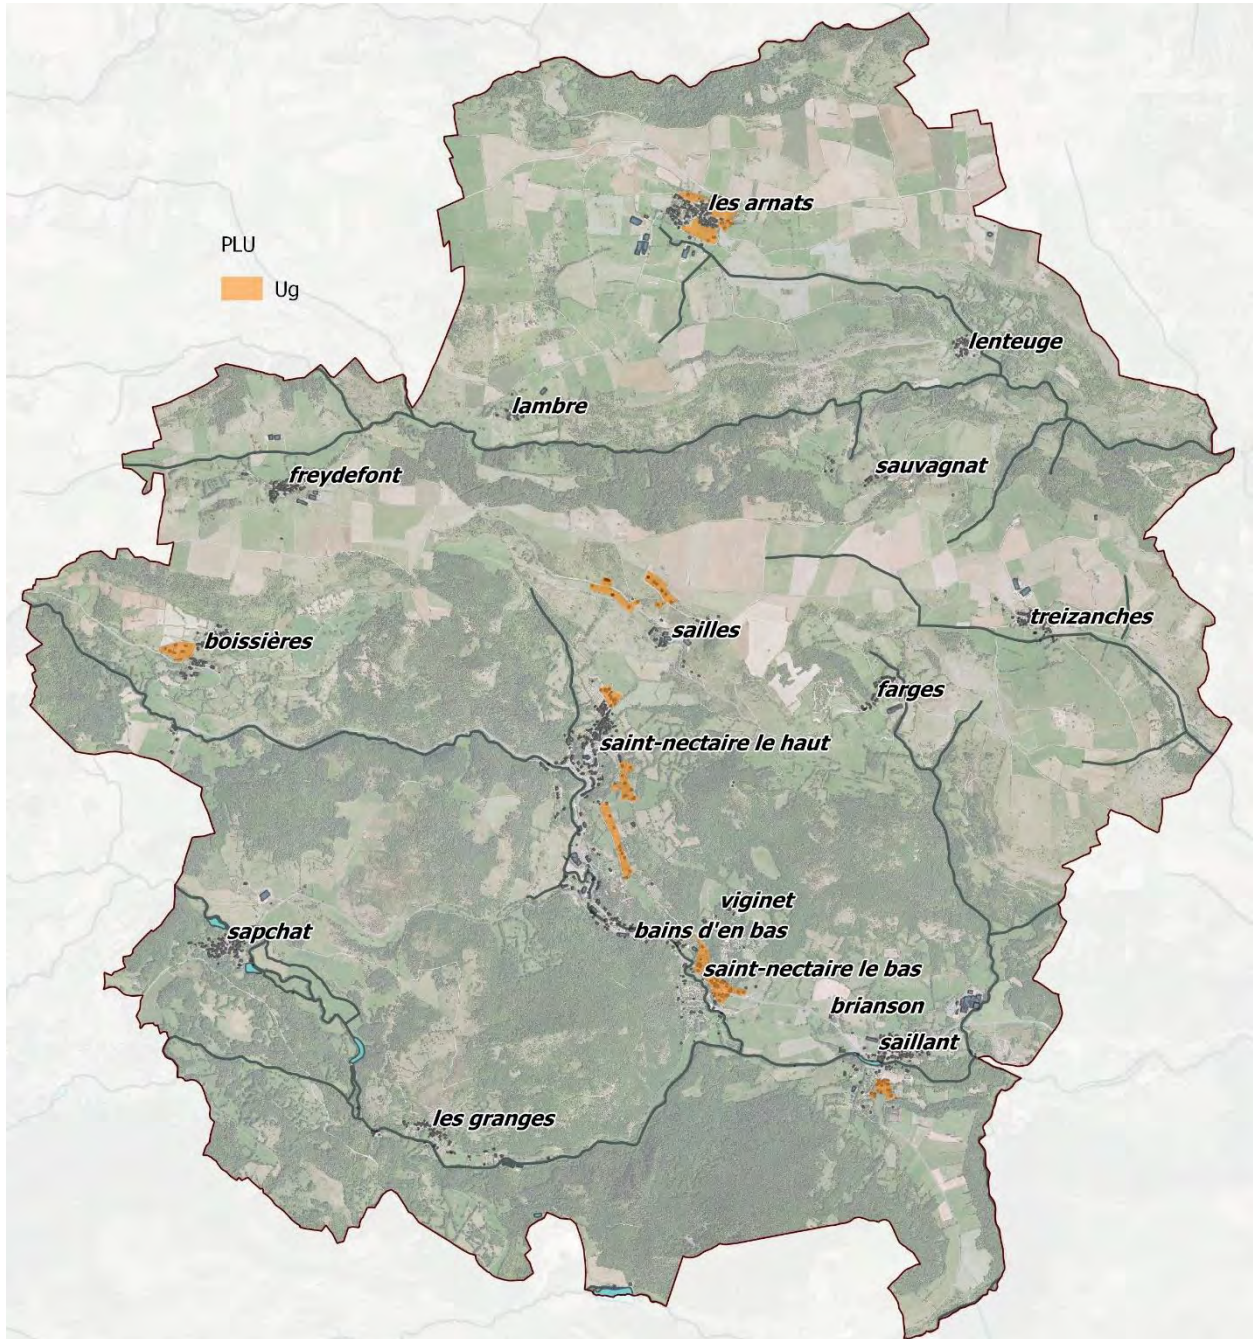 les arnats
PLU
Ug
lenteuge
lambre
sauvagnat
freydefont
treizanches
sailles
boissières
farges
saint-nectaire le haut
viginet
bains d'en bas
sapchat
saint-nectaire le bas
brianson
saillant
les granges